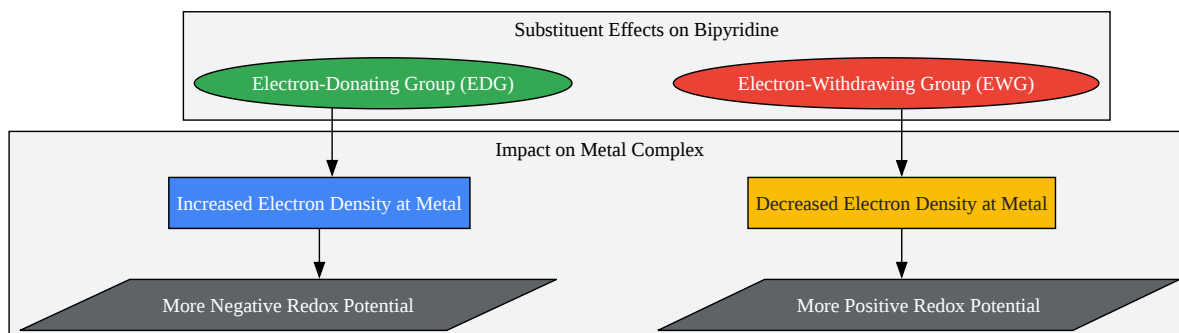 Substituent Effects on Bipyridine
Electron-Donating Group (EDG)
Electron-Withdrawing Group (EWG)
Impact on Metal Complex
Increased Electron Density at Metal
Decreased Electron Density at Metal
More Negative Redox Potential
More Positive Redox Potential